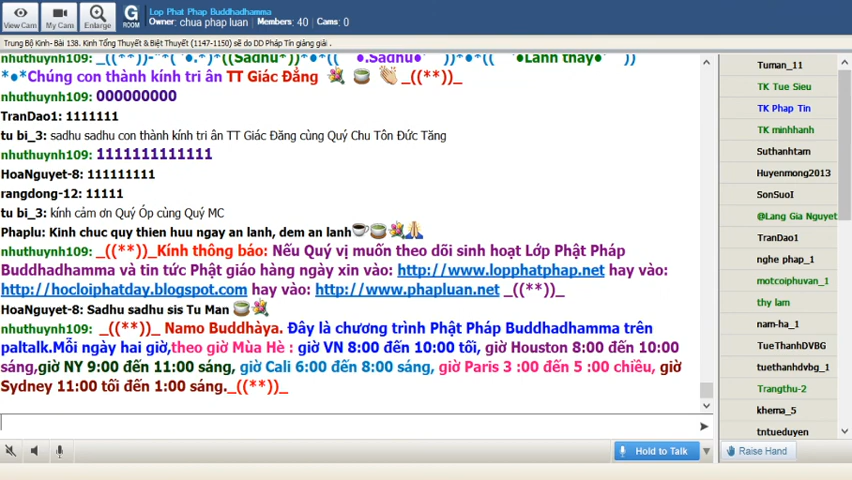 Lop Phat Phap Buddhadhamma
Owner: chua phap luan Members: 40 Cams: 0
View Cam My Cam Enlarge G ROOM
Trung Bộ Kinh- Bài 138. Kinh Tổng Thuyết & Biệt Thuyết (1147-1150) sẽ do DD Pháp Tín giảng giải .
nhuthuynh109: _((**))-*"(•.*)•((Sadhu*)•*((¨*●.Sadhu•¨)*•*((¨*●Lành thay•¨))
*●*Chúng con thành kính tri ân TT Giác Đẳng _((**))_
nhuthuynh109: 000000000
TranDao1: 1111111
tu bi_3: sadhu sadhu con thành kính tri ân TT Giác Đăng cùng Quý Chu Tôn Đức Tăng
nhuthuynh109: 1111111111111
HoaNguyet-8: 111111111
rangdong-12: 11111
tu bi_3: kính cảm ơn Quý Ốp cùng Quý MC
Phaplu: Kinh chuc quy thien huu ngay an lanh, dem an lanh
nhuthuynh109: _((**))_Kính thông báo: Nếu Quý vị muốn theo dõi sinh hoạt Lớp Phật Pháp
Buddhadhamma và tin tức Phật giáo hàng ngày xin vào: http://www.lopphatphap.net hay vào:
http://hocloiphatday.blogspot.com hay vào: http://www.phapluan.net _((**))_
HoaNguyet-8: Sadhu sadhu sis Tu Man
nhuthuynh109: _((**))_ Namo Buddhàya. Đây là chương trình Phật Pháp Buddhadhamma trên
paltalk.Mỗi ngày hai giờ,theo giờ Mùa Hè : giờ VN 8:00 đến 10:00 tối, giờ Houston 8:00 đến 10:00
sáng,giờ NY 9:00 đến 11:00 sáng, giờ Cali 6:00 đến 8:00 sáng, giờ Paris 3 :00 đến 5 :00 chiều, giờ
Sydney 11:00 tối đến 1:00 sáng._((**))_
Hold to Talk
Tuman_11
TK Tue Sieu
TK Phap Tin
TK minhhanh
Suthanhtam
Huyenmong2013
SonSuoI
@Lang Gia Nguyet
TranDao1
nghe phap_1
motcoiphuvan_1
thy lam
nam-ha_1
TueThanhDVBG
tuethanhdvbg_1
Trangthu-2
khema_5
tntueduyen
Raise Hand